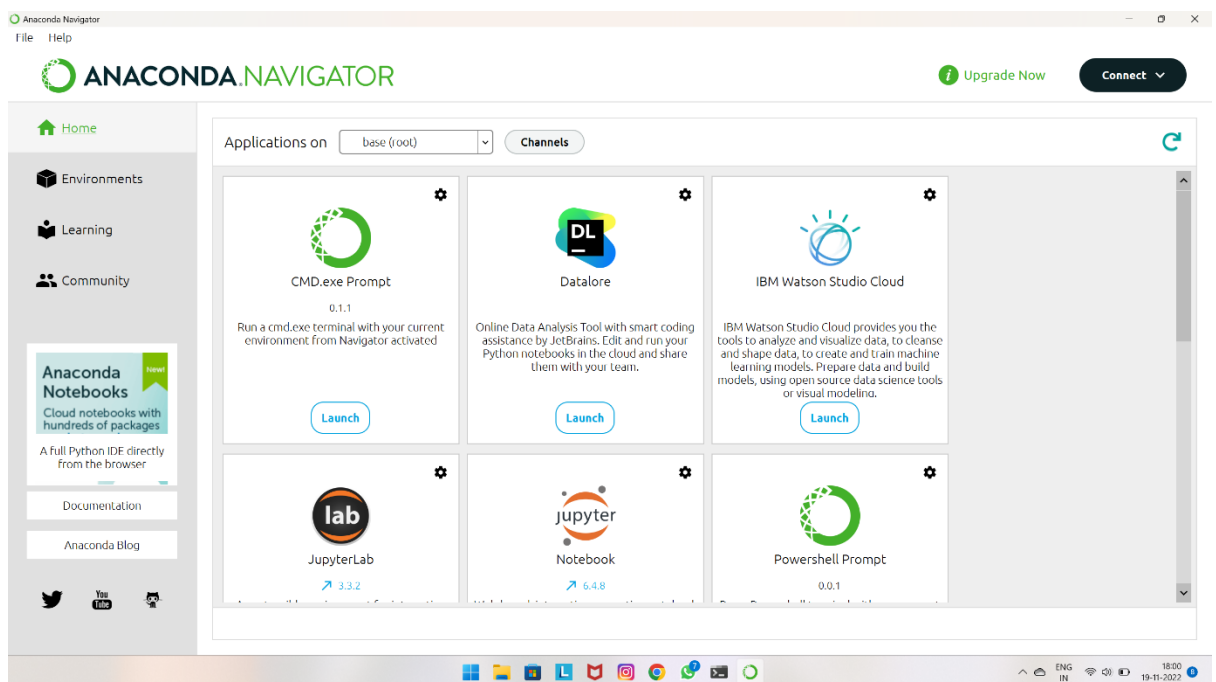 Anaconda Navigator
File Help
ANACONDA.NAVIGATOR
Upgrade Now
Connect
Home
Environments
Learning
Community
Anaconda
Notebooks
New!
Cloud notebooks with
hundreds of packages
A full Python IDE directly
from the browser
Documentation
Anaconda Blog
You
Tube
Applications on base (root) Channels
CMD.exe Prompt
0.1.1
Run a cmd.exe terminal with your current
environment from Navigator activated
Launch
DL
Datalore
Online Data Analysis Tool with smart coding
assistance by JetBrains. Edit and run your
Python notebooks in the cloud and share
them with your team.
Launch
IBM Watson Studio Cloud
IBM Watson Studio Cloud provides you the
tools to analyze and visualize data, to cleanse
and shape data, to create and train machine
learning models. Prepare data and build
models, using open source data science tools
or visual modeling.
Launch
lab
JupyterLab
3.3.2
jupyter
Notebook
6.4.8
Powershell Prompt
0.0.1
L
7
ENG
IN
18:00
19-11-2022
8